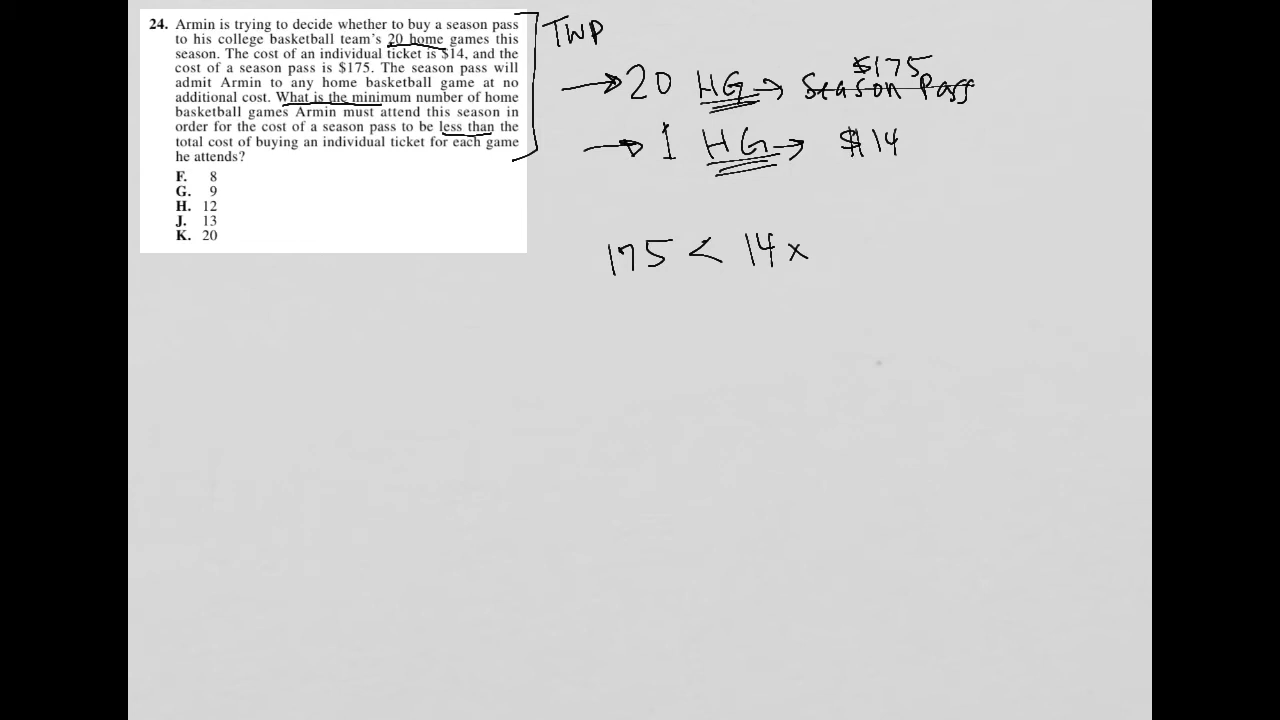 24. Armin is trying to decide whether to buy a season pass
to his college basketball team's 20 home games this
season. The cost of an individual ticket is $14, and the
cost of a season pass is $175. The season pass will
admit Armin to any home basketball game at no
additional cost. What is the minimum number of home
basketball games Armin must attend this season in
order for the cost of a season pass to be less than the
total cost of buying an individual ticket for each game
he attends?
F. 8
G. 9
H. 12
J. 13
K. 20
TWP
$175
→ 20 HG → Season Pass
→ 1 HG → $14
175 < 14x